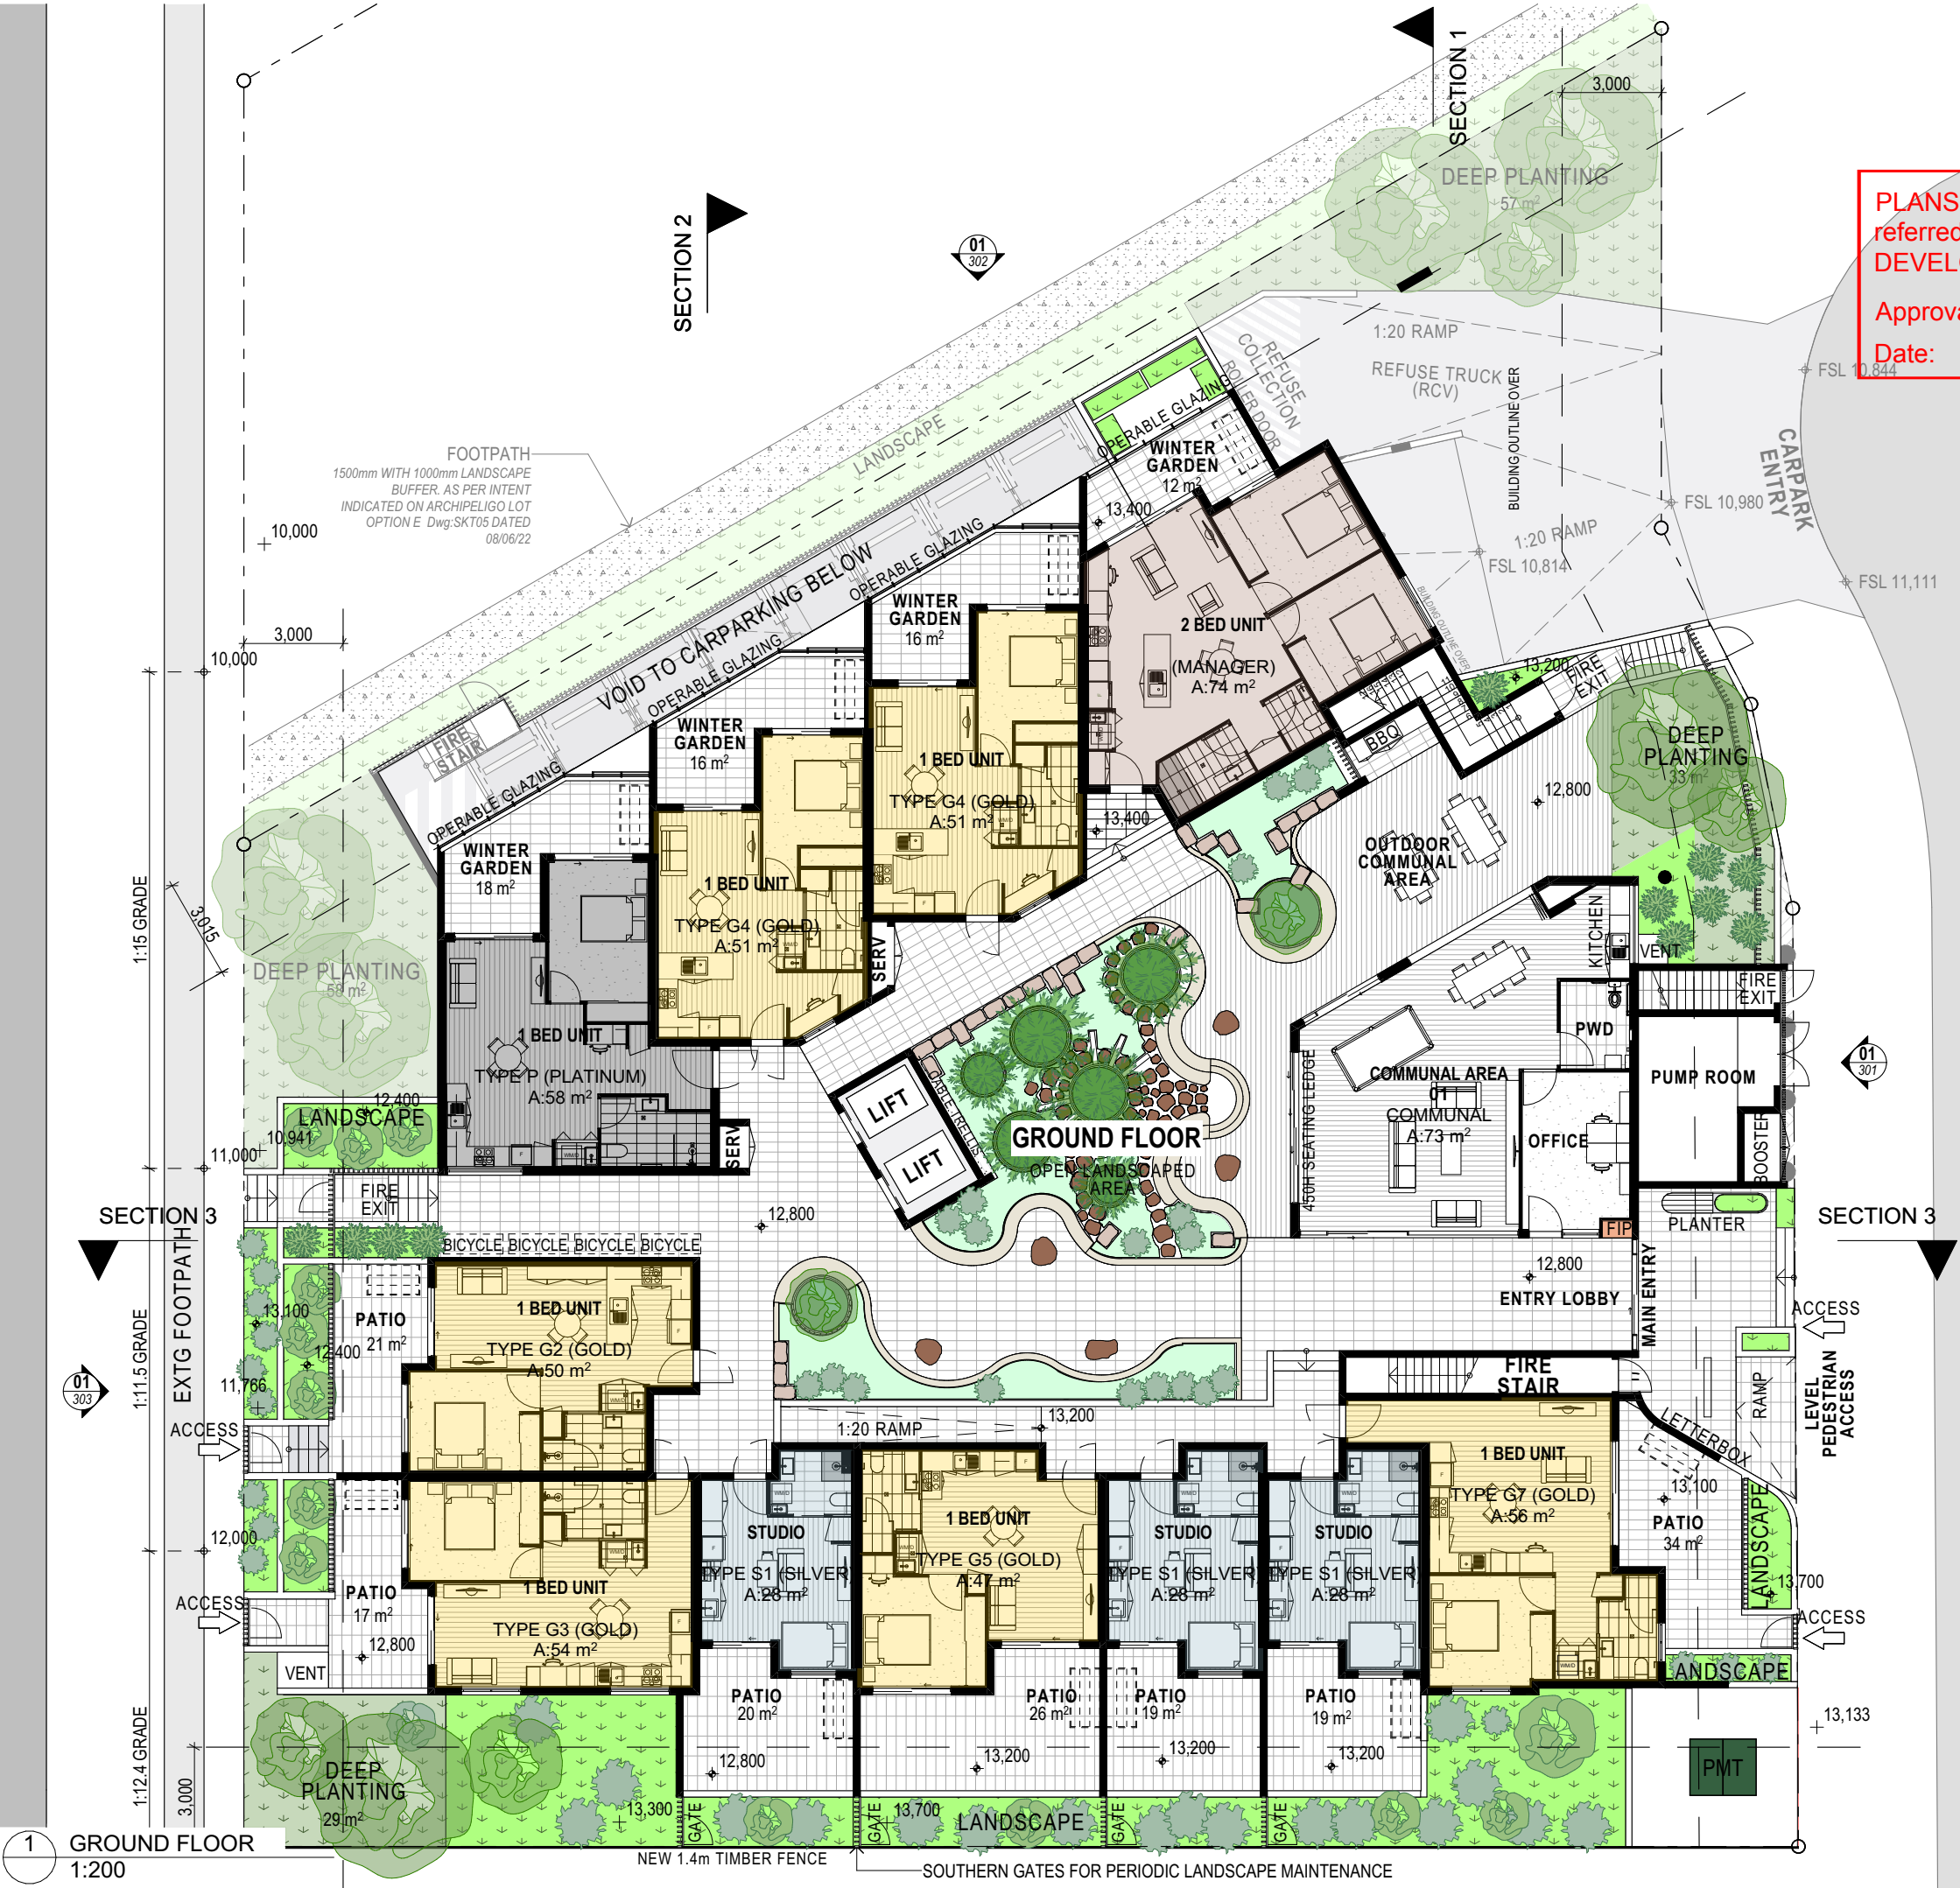 SECTION 1
3,000
DEEP PLANTING
57 m²
PLANS
referred
DEVEL
Approva
Date:
SECTION 2
01
302
1:20 RAMP
REFUSE TRUCK
(RCV)
REFUSE
COLLECTION
ROLLER DOOR
BUILDING OUTLINE OVER
FSL 10,844
CARPARK
ENTRY
FOOTPATH
1500mm WITH 1000mm LANDSCAPE
BUFFER. AS PER INTENT
INDICATED ON ARCHIPELIGO LOT
OPTION E Dwg:SKT05 DATED
08/06/22
LANDSCAPE
OPERABLE GLAZING
WINTER
GARDEN
12 m²
13,400
FSL 10,980
1:20 RAMP
FSL 10,814
FSL 11,111
BUILDING OUTLINE OVER
10,000
VOID TO CARPARKING BELOW
OPERABLE GLAZING
WINTER
GARDEN
16 m²
2 BED UNIT
(MANAGER)
A:74 m²
3,000
10,000
OPERABLE GLAZING
WINTER
GARDEN
16 m²
13,200
FIRE
EXIT
FIRE
STAIR
OPERABLE GLAZING
WINTER
GARDEN
18 m²
1 BED UNIT
TYPE G4 (GOLD)
A:51 m²
13,400
BBQ
DEEP
PLANTING
33 m²
12,800
OUTDOOR
COMMUNAL
AREA
1:15 GRADE
3,015
1 BED UNIT
TYPE G4 (GOLD)
A:51 m²
SERV
KITCHEN
VENT
FIRE
EXIT
DEEP PLANTING
58 m²
1 BED UNIT
TYPE P (PLATINUM)
A:58 m²
PWD
PUMP ROOM
01
301
450H SEATING LEDGE
COMMUNAL AREA
01
COMMUNAL
A:73 m²
OFFICE
BOOSTER
LIFT
LIFT
CABLE TRELLIS
GROUND FLOOR
OPEN LANDSCAPED
AREA
12,400
LANDSCAPE
10,941
11,000
SERV
FIRE
EXIT
SECTION 3
12,800
PLANTER
FIP
SECTION 3
BICYCLE
BICYCLE
BICYCLE
BICYCLE
EXTG FOOTPATH
12,800
ENTRY LOBBY
MAIN ENTRY
ACCESS
13,100
12,400
11,766
PATIO
21 m²
1 BED UNIT
TYPE G2 (GOLD)
A:50 m²
1:11.5 GRADE
01
303
FIRE
STAIR
RAMP
LEVEL
PEDESTRIAN
ACCESS
ACCESS
1:20 RAMP
13,200
LETTERBOX
1 BED UNIT
TYPE G7 (GOLD)
A:56 m²
13,100
PATIO
34 m²
LANDSCAPE
13,700
ACCESS
12,000
ACCESS
PATIO
17 m²
12,800
VENT
1 BED UNIT
TYPE G3 (GOLD)
A:54 m²
STUDIO
TYPE S1 (SILVER)
A:28 m²
1 BED UNIT
TYPE G5 (GOLD)
A:47 m²
STUDIO
TYPE S1 (SILVER)
A:28 m²
STUDIO
TYPE S1 (SILVER)
A:28 m²
LANDSCAPE
PATIO
20 m²
PATIO
26 m²
PATIO
19 m²
PATIO
19 m²
12,800
13,200
13,200
13,200
13,133
PMT
1:12.4 GRADE
3,000
DEEP
PLANTING
29 m²
13,300
GATE
GATE
13,700
LANDSCAPE
GATE
GATE
1
GROUND FLOOR
1:200
NEW 1.4m TIMBER FENCE
SOUTHERN GATES FOR PERIODIC LANDSCAPE MAINTENANCE